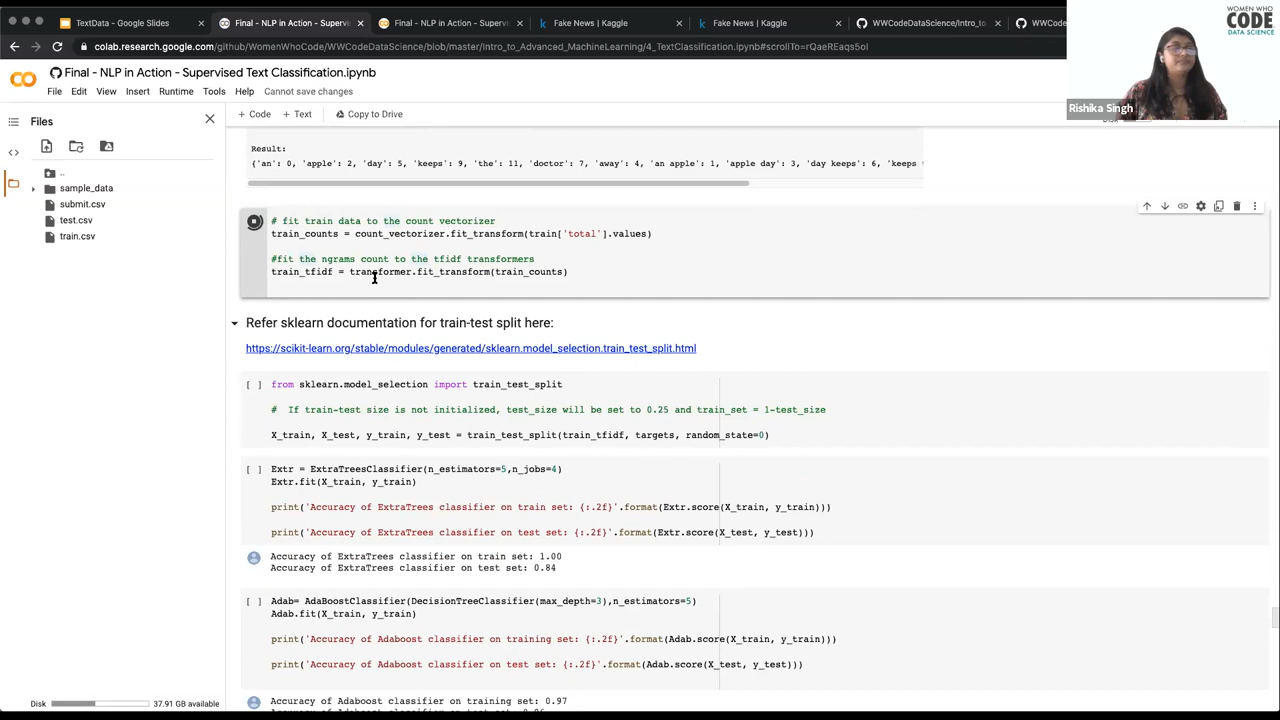 TextData - Google Slides
Final - NLP in Action - Supervi
Final - NLP in Action - Supervi
Fake News | Kaggle
Fake News | Kaggle
WWCodeDataScience/Intro_to
WWCode
WOMEN WHO
CODE
DATA SCIENCE
colab.research.google.com/github/WomenWhoCode/WWCodeDataScience/blob/master/Intro_to_Advanced_MachineLearning/4_TextClassification.ipynb#scrollTo=rQaeREaqs5oI
Final - NLP in Action - Supervised Text Classification.ipynb
File Edit View Insert Runtime Tools Help Cannot save changes
Rishika Singh
Files
+ Code + Text Copy to Drive
Disk
..
sample_data
submit.csv
test.csv
train.csv
Result:
{'an': 0, 'apple': 2, 'day': 5, 'keeps': 9, 'the': 11, 'doctor': 7, 'away': 4, 'an apple': 1, 'apple day': 3, 'day keeps': 6, 'keeps
# fit train data to the count vectorizer
train_counts = count_vectorizer.fit_transform(train['total'].values)
#fit the ngrams count to the tfidf transformers
train_tfidf = transformer.fit_transform(train_counts)
Refer sklearn documentation for train-test split here:
https://scikit-learn.org/stable/modules/generated/sklearn.model_selection.train_test_split.html
[ ] from sklearn.model_selection import train_test_split
# If train-test size is not initialized, test_size will be set to 0.25 and train_set = 1-test_size
X_train, X_test, y_train, y_test = train_test_split(train_tfidf, targets, random_state=0)
[ ] Extr = ExtraTreesClassifier(n_estimators=5,n_jobs=4)
Extr.fit(X_train, y_train)
print('Accuracy of ExtraTrees classifier on train set: {:.2f}'.format(Extr.score(X_train, y_train)))
print('Accuracy of ExtraTrees classifier on test set: {:.2f}'.format(Extr.score(X_test, y_test)))
Accuracy of ExtraTrees classifier on train set: 1.00
Accuracy of ExtraTrees classifier on test set: 0.84
[ ] Adab= AdaBoostClassifier(DecisionTreeClassifier(max_depth=3),n_estimators=5)
Adab.fit(X_train, y_train)
print('Accuracy of Adaboost classifier on training set: {:.2f}'.format(Adab.score(X_train, y_train)))
print('Accuracy of Adaboost classifier on test set: {:.2f}'.format(Adab.score(X_test, y_test)))
Accuracy of Adaboost classifier on training set: 0.97
Disk 37.91 GB available